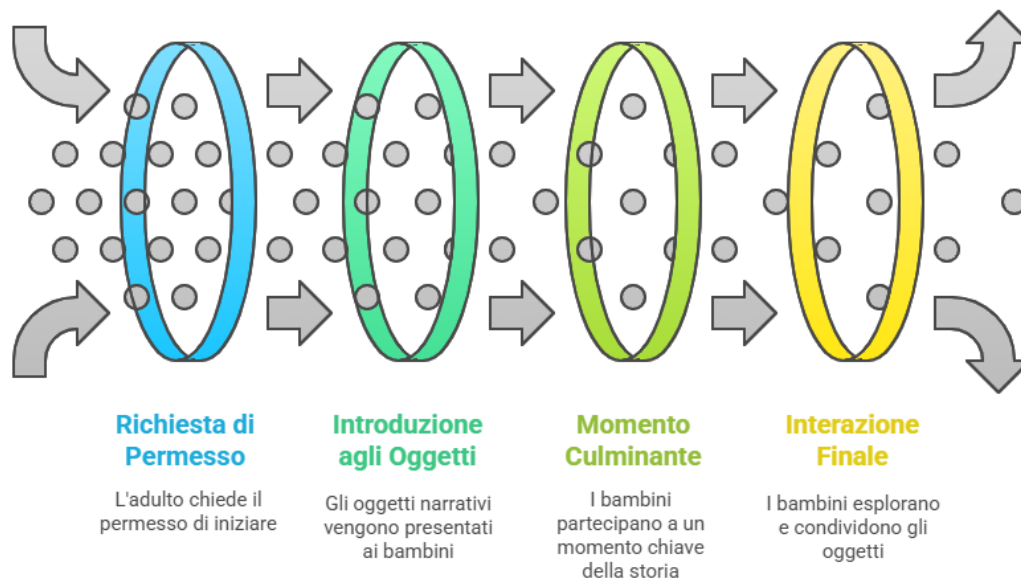 Richiesta di
Permesso
L'adulto chiede il
permesso di iniziare
Introduzione
agli Oggetti
Gli oggetti narrativi
vengono presentati
ai bambini
Momento
Culminante
I bambini
partecipano a un
momento chiave
della storia
Interazione
Finale
I bambini esplorano
e condividono gli
oggetti